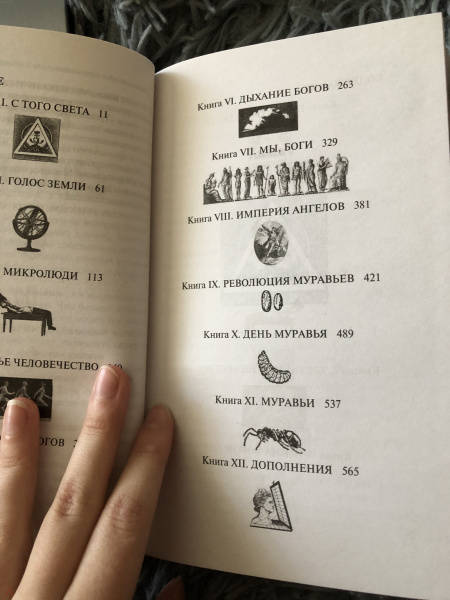 Е
I. С ТОГО СВЕТА 11
I. ГОЛОС ЗЕМЛИ 61
МИКРОЛЮДИ 113
ЬЕ ЧЕЛОВЕЧЕСТВО
ОГОВ
Книга VI. ДЫХАНИЕ БОГОВ 263
Книга VII. МЫ, БОГИ 329
Книга VIII. ИМПЕРИЯ АНГЕЛОВ 381
Книга IX. РЕВОЛЮЦИЯ МУРАВЬЕВ 421
Книга X. ДЕНЬ МУРАВЬЯ 489
Книга XI. МУРАВЬИ 537
Книга XII. ДОПОЛНЕНИЯ 565